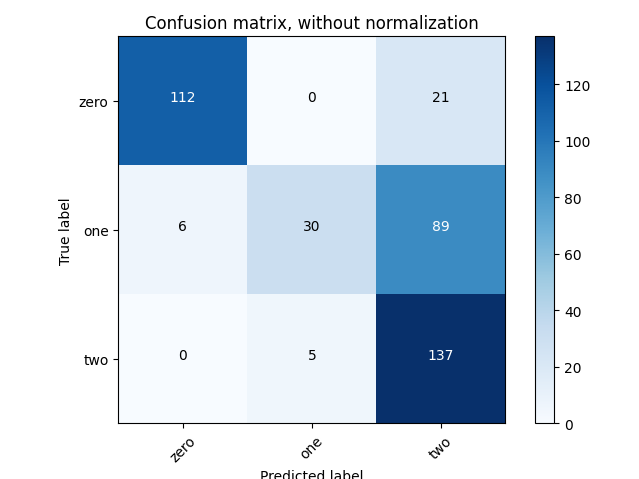 Confusion matrix, without normalization
True label
zero
one
two
112 0 21
6 30 89
0 5 137
zero one two
Predicted label
120
100
80
60
40
20
0